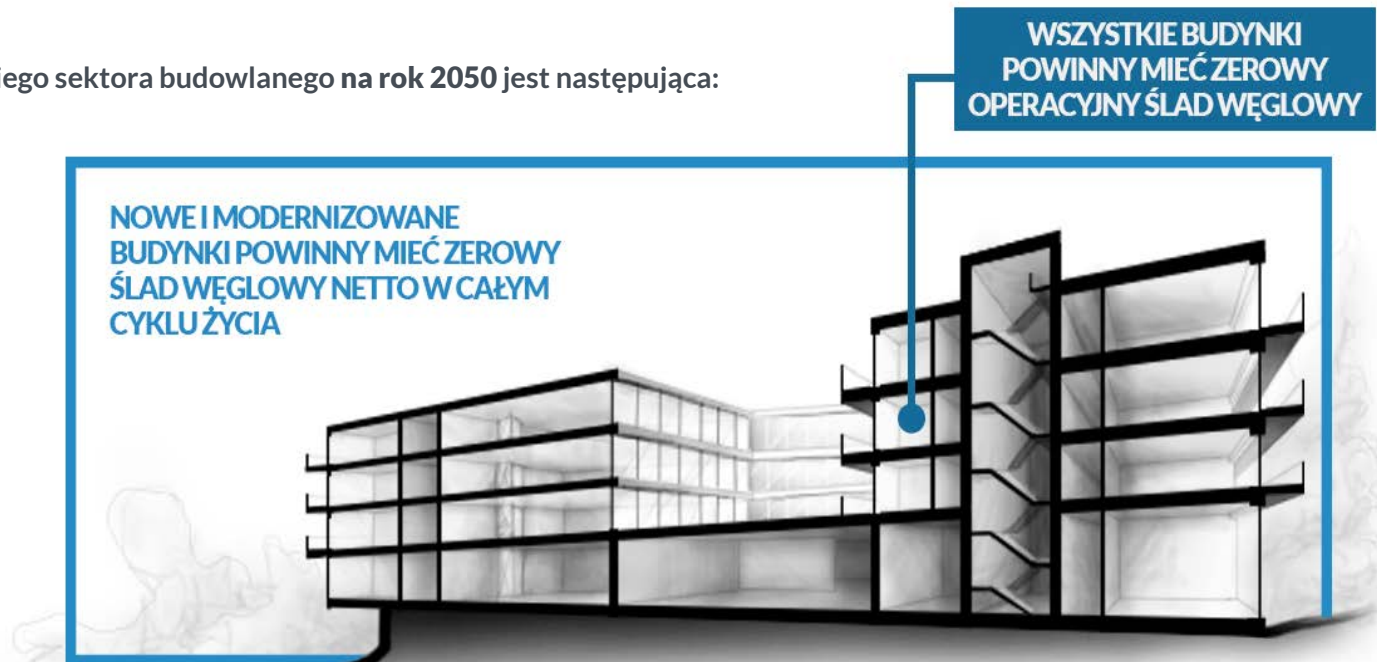 WSZYSTKIE BUDYNKI
POWINNY MIEĆ ZEROWY
OPERACYJNY ŚLAD WĘGLOWY
sektora budowlanego na rok 2050 jest następująca:
NOWE I MODERNIZOWANE
BUDYNKI POWINNY MIEĆ ZEROWY
ŚLAD WĘGLOWY NETTO W CAŁYM
CYKLU ŻYCIA